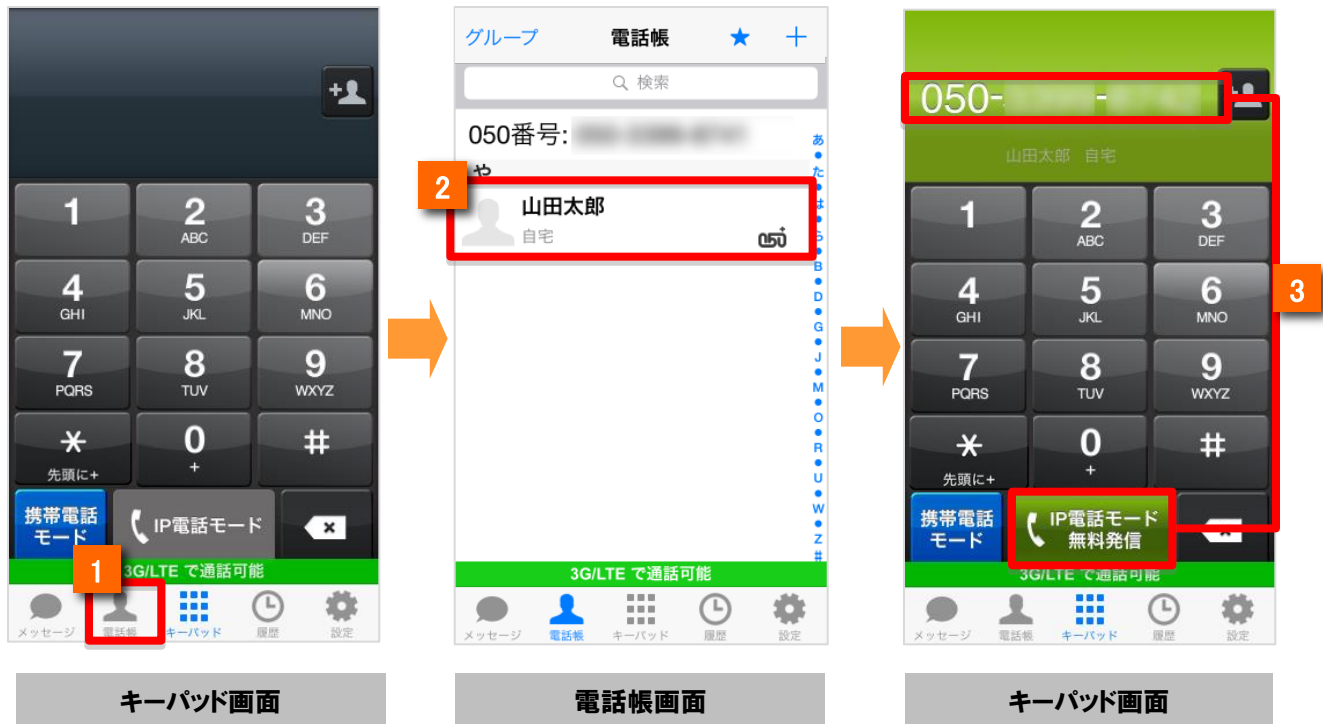 1
2
ABC
3
DEF
4
GHI
5
JKL
6
MNO
7
PQRS
8
TUV
9
WXYZ
先頭に+
0
+
#
携帯電話
モード
IP電話モード
1
3G/LTE で通話可能
メッセージ
電話帳
キーパッド
履歴
設定
キーパッド画面
グループ
電話帳
検索
050番号:
や
2
山田太郎
自宅
050
あ
た
は
ら
B
D
G
J
M
O
R
U
W
Z
#
3G/LTE で通話可能
メッセージ
電話帳
キーパッド
履歴
設定
電話帳画面
050-
-
山田太郎 自宅
1
2
ABC
3
DEF
4
GHI
5
JKL
6
MNO
7
PQRS
8
TUV
9
WXYZ
先頭に+
0
+
#
携帯電話
モード
IP電話モード
無料発信
3
3G/LTE で通話可能
メッセージ
電話帳
キーパッド
履歴
設定
キーパッド画面